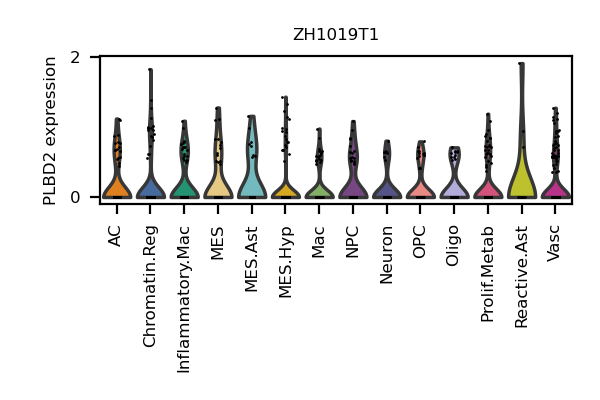 ZH1019T1
PLBD2 expression
2
0
AC
Chromatin.Reg
Inflammatory.Mac
MES
MES.Ast
MES.Hyp
Mac
NPC
Neuron
OPC
Oligo
Prolif.Metab
Reactive.Ast
Vasc